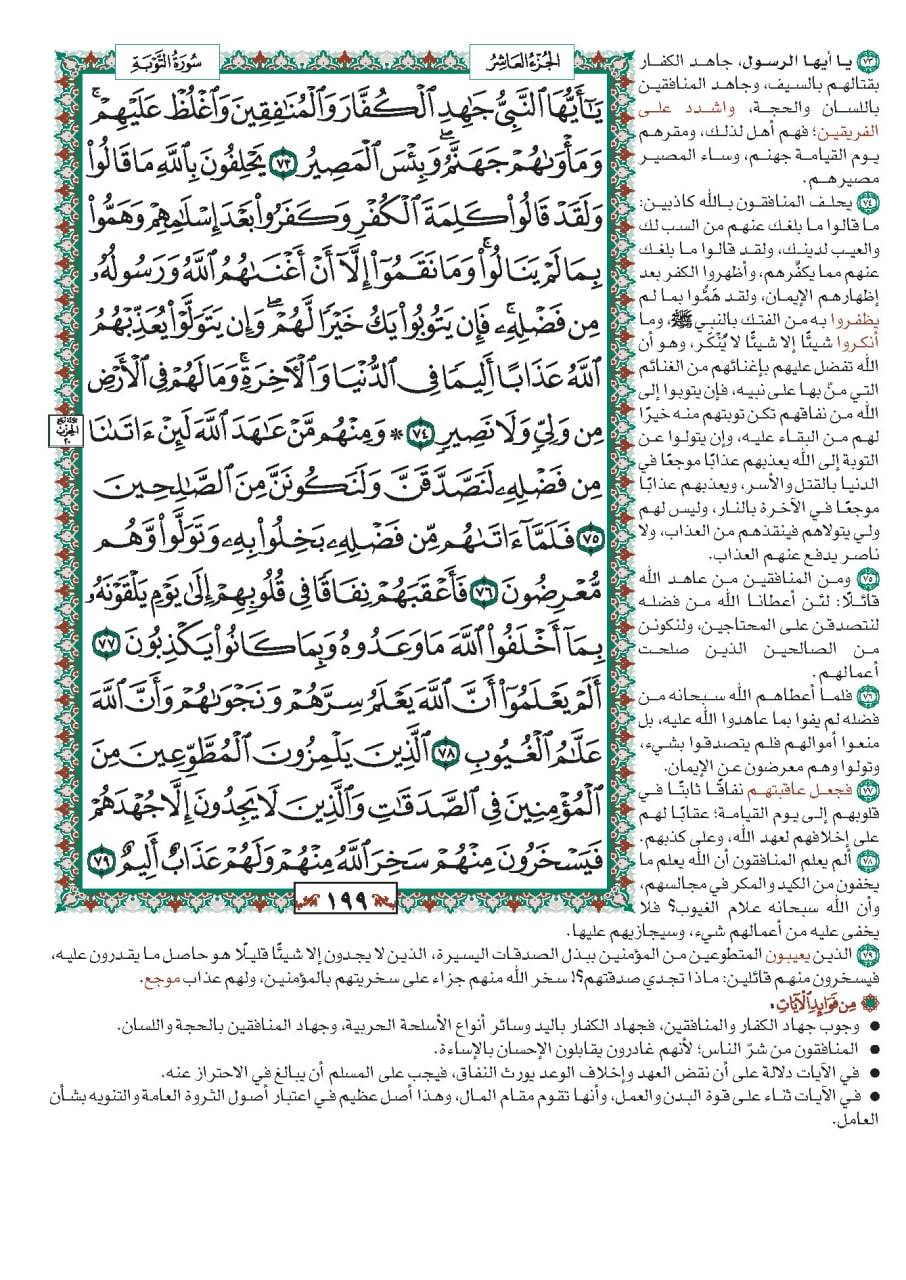 سُورَةُ التَّوْبَةِ
الجُزْءُ العَاشِرُ
يَٰٓأَيُّهَا ٱلنَّبِيُّ جَٰهِدِ ٱلْكُفَّارَ وَٱلْمُنَٰفِقِينَ وَٱغْلُظْ عَلَيْهِمْۚ
وَمَأْوَىٰهُمْ جَهَنَّمُۖ وَبِئْسَ ٱلْمَصِيرُ ٧٣ يَحْلِفُونَ بِٱللَّهِ مَا قَالُوا۟
وَلَقَدْ قَالُوا۟ كَلِمَةَ ٱلْكُفْرِ وَكَفَرُوا۟ بَعْدَ إِسْلَٰمِهِمْ وَهَمُّوا۟
بِمَا لَمْ يَنَالُوا۟ۚ وَمَا نَقَمُوٓا۟ إِلَّآ أَنْ أَغْنَىٰهُمُ ٱللَّهُ وَرَسُولُهُۥ
مِن فَضْلِهِۦۚ فَإِن يَتُوبُوا۟ يَكُ خَيْرًا لَّهُمْۖ وَإِن يَتَوَلَّوْا۟ يُعَذِّبْهُمُ
ٱللَّهُ عَذَابًا أَلِيمًا فِي ٱلدُّنْيَا وَٱلْأَخِرَةِۚ وَمَا لَهُمْ فِي ٱلْأَرْضِ
مِن وَلِيٍّ وَلَا نَصِيرٍ ٧٤ ۞ وَمِنْهُم مَّنْ عَٰهَدَ ٱللَّهَ لَئِنْ ءَاتَىٰنَا
مِن فَضْلِهِۦ لَنَصَّدَّقَنَّ وَلَنَكُونَنَّ مِنَ ٱلصَّٰلِحِينَ
٧٥ فَلَمَّآ ءَاتَىٰهُم مِّن فَضْلِهِۦ بَخِلُوا۟ بِهِۦ وَتَوَلَّوا۟ وَّهُم
مُّعْرِضُونَ ٧٦ فَأَعْقَبَهُمْ نِفَاقًا فِي قُلُوبِهِمْ إِلَىٰ يَوْمِ يَلْقَوْنَهُۥ
بِمَآ أَخْلَفُوا۟ ٱللَّهَ مَا وَعَدُوهُ وَبِمَا كَانُوا۟ يَكْذِبُونَ ٧٧
أَلَمْ يَعْلَمُوٓا۟ أَنَّ ٱللَّهَ يَعْلَمُ سِرَّهُمْ وَنَجْوَىٰهُمْ وَأَنَّ ٱللَّهَ
عَلَّٰمُ ٱلْغُيُوبِ ٧٨ ٱلَّذِينَ يَلْمِزُونَ ٱلْمُطَّوِّعِينَ مِنَ
ٱلْمُؤْمِنِينَ فِي ٱلصَّدَقَٰتِ وَٱلَّذِينَ لَا يَجِدُونَ إِلَّا جُهْدَهُمْ
فَيَسْخَرُونَ مِنْهُمْ سَخِرَ ٱللَّهُ مِنْهُمْ وَلَهُمْ عَذَابٌ أَلِيمٌ ٧٩
١٩٩
الحزب
٢٠
٧٣ يا أيها الرسول، جاهد الكفار
بقتالهم بالسيف، وجاهد المنافقين
باللسان والحجة، واشدد على
الفريقين؛ فهم أهل لذلك، ومقرهم
يوم القيامة جهنم، وساء المصير
مصيرهم.
٧٤ يحلف المنافقون بالله كاذبين:
ما قالوا ما بلغك عنهم من السب لك
والعيب لدينك، ولقد قالوا ما بلغك
عنهم مما يكفِّرهم، وأظهروا الكفر بعد
إظهارهم الإيمان، ولقد هَمُّوا بما لم
يظفروا به من الفتك بالنبي ﷺ، وما
أنكروا شيئًا إلا شيئًا لا يُنْكَر، وهو أن
الله تفضل عليهم بإغنائهم من الغنائم
التي منّ بها على نبيه، فإن يتوبوا إلى
الله من نفاقهم تكن توبتهم منه خيرًا
لهم من البقاء عليه، وإن يتولوا عن
التوبة إلى الله يعذبهم عذابًا موجعًا في
الدنيا بالقتل والأسر، ويعذبهم عذابًا
موجعًا في الآخرة بالنار، وليس لهم
ولي يتولاهم فينقذهم من العذاب، ولا
ناصر يدفع عنهم العذاب.
٧٥ ومن المنافقين من عاهد الله
قائلًا: لئن أعطانا الله من فضله
لنتصدقن على المحتاجين، ولنكونن
من الصالحين الذين صلحت
أعمالهم.
٧٦ فلما أعطاهم الله سبحانه من
فضله لم يفوا بما عاهدوا الله عليه، بل
منعوا أموالهم فلم يتصدقوا بشيء،
وتولوا وهم معرضون عن الإيمان.
٧٧ فجعل عاقبتهم نفاقًا ثابتًا في
قلوبهم إلى يوم القيامة؛ عقابًا لهم
على إخلافهم لعهد الله، وعلى كذبهم.
٧٨ ألم يعلم المنافقون أن الله يعلم ما
يخفون من الكيد والمكر في مجالسهم،
وأن الله سبحانه علام الغيوب؟ فلا
يخفى عليه من أعمالهم شيء، وسيجازيهم عليها.
٧٩ الذين يعيبون المتطوعين من المؤمنين ببذل الصدقات اليسيرة، الذين لا يجدون إلا شيئًا قليلًا هو حاصل ما يقدرون عليه،
فيسخرون منهم قائلين: ماذا تجدي صدقتهم؟! سخر الله منهم جزاء على سخريتهم بالمؤمنين، ولهم عذاب موجع.
مِن فَوَائِدِ الآيَاتِ:
● وجوب جهاد الكفار والمنافقين، فجهاد الكفار باليد وسائر أنواع الأسلحة الحربية، وجهاد المنافقين بالحجة واللسان.
● المنافقون من شرّ الناس؛ لأنهم غادرون يقابلون الإحسان بالإساءة.
● في الآيات دلالة على أن نقض العهد وإخلاف الوعد يورث النفاق، فيجب على المسلم أن يبالغ في الاحتراز عنه.
● في الآيات ثناء على قوة البدن والعمل، وأنها تقوم مقام المال، وهذا أصل عظيم في اعتبار أصول الثروة العامة والتنويه بشأن
العامل.